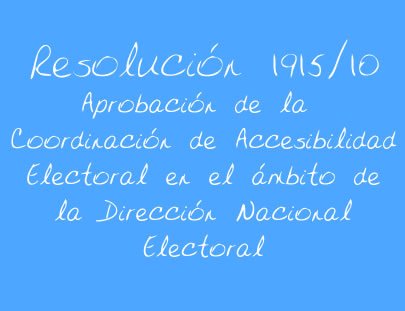 Resolución 1915/10
Aprobación de la
Coordinación de Accesibilidad
Electoral en el ámbito de
la Dirección Nacional
Electoral